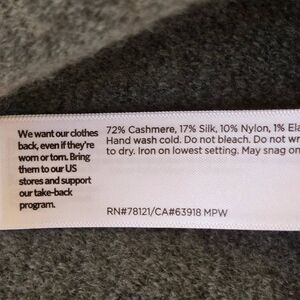 We want our clothes
back, even if they're
worn or torn. Bring
them to our US
stores and support
our take-back
program.
72% Cashmere, 17% Silk, 10% Nylon, 1% Ela
Hand wash cold. Do not bleach. Do not wr
to dry. Iron on lowest setting. May snag on
RN#78121/CA#63918 MPW